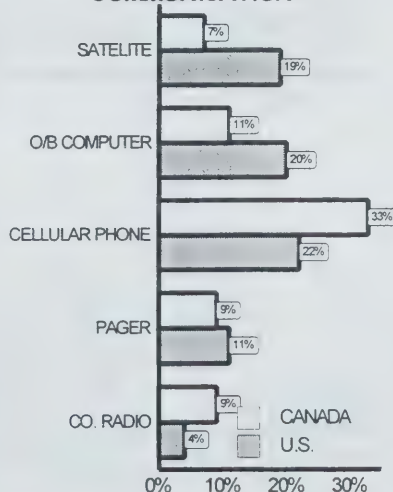 SATELITE
7%
19%
O/B COMPUTER
11%
20%
CELLULAR PHONE
33%
22%
PAGER
9%
11%
CO. RADIO
9%
4%
CANADA
U.S.
0% 10% 20% 30%